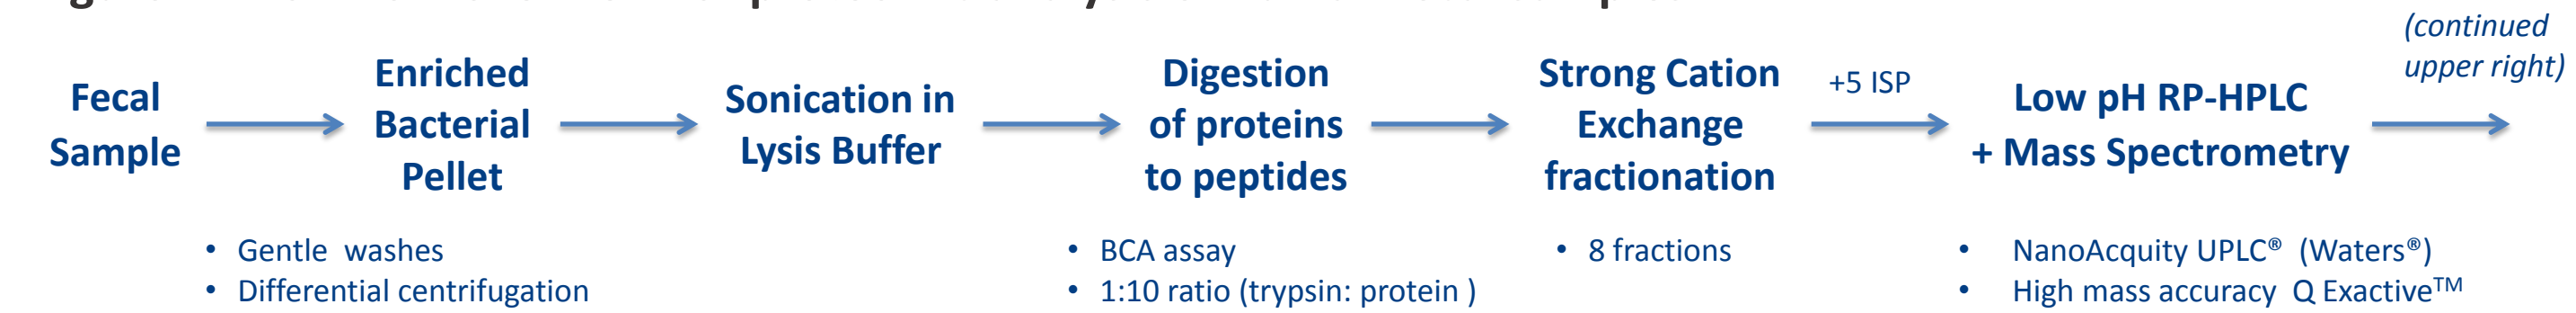 (continued
upper right)
Fecal
Sample
Enriched
Bacterial
Pellet
Sonication in
Lysis Buffer
Digestion
of proteins
to peptides
Strong Cation
Exchange
fractionation
+5 ISP
Low pH RP-HPLC
+ Mass Spectrometry
• Gentle washes
• Differential centrifugation
• BCA assay
• 1:10 ratio (trypsin: protein )
• 8 fractions
• NanoAcquity UPLC® (Waters®)
• High mass accuracy Q Exactive™